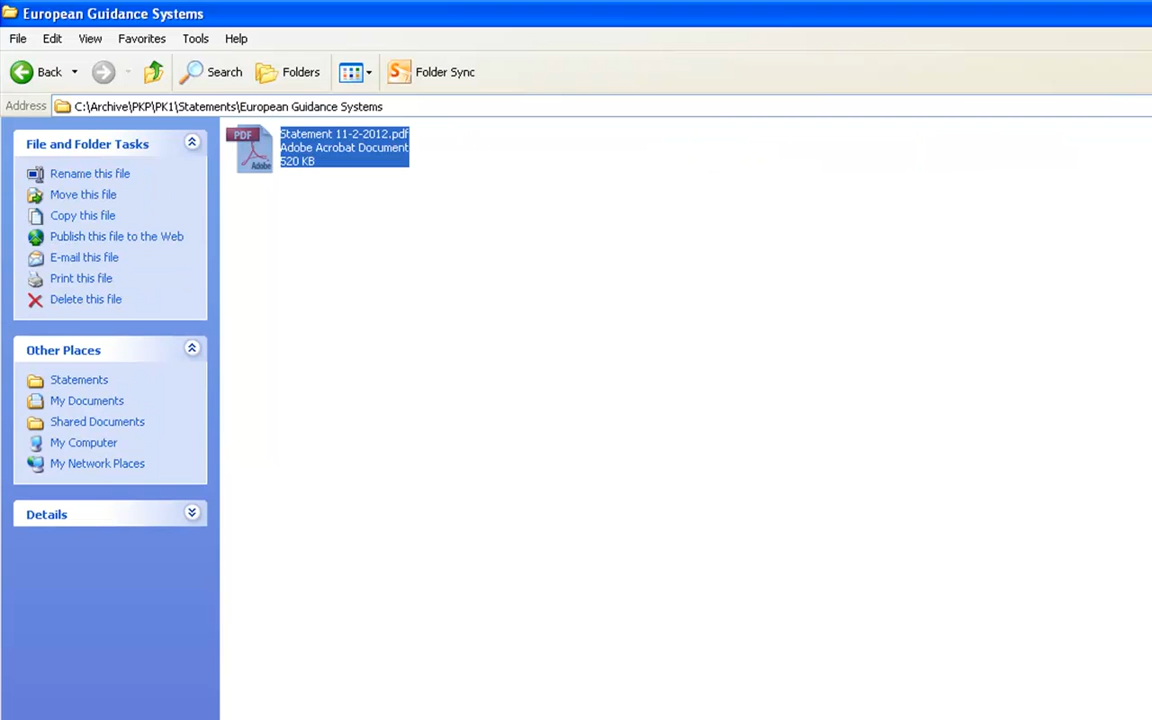 European Guidance Systems
File Edit View Favorites Tools Help
Back Search Folders Folder Sync
Address C:\Archive\PKP\PK1\Statements\European Guidance Systems
File and Folder Tasks
Rename this file
Move this file
Copy this file
Publish this file to the Web
E-mail this file
Print this file
Delete this file
Other Places
Statements
My Documents
Shared Documents
My Computer
My Network Places
Details
PDF
Adobe
Statement 11-2-2012.pdf
Adobe Acrobat Document
520 KB